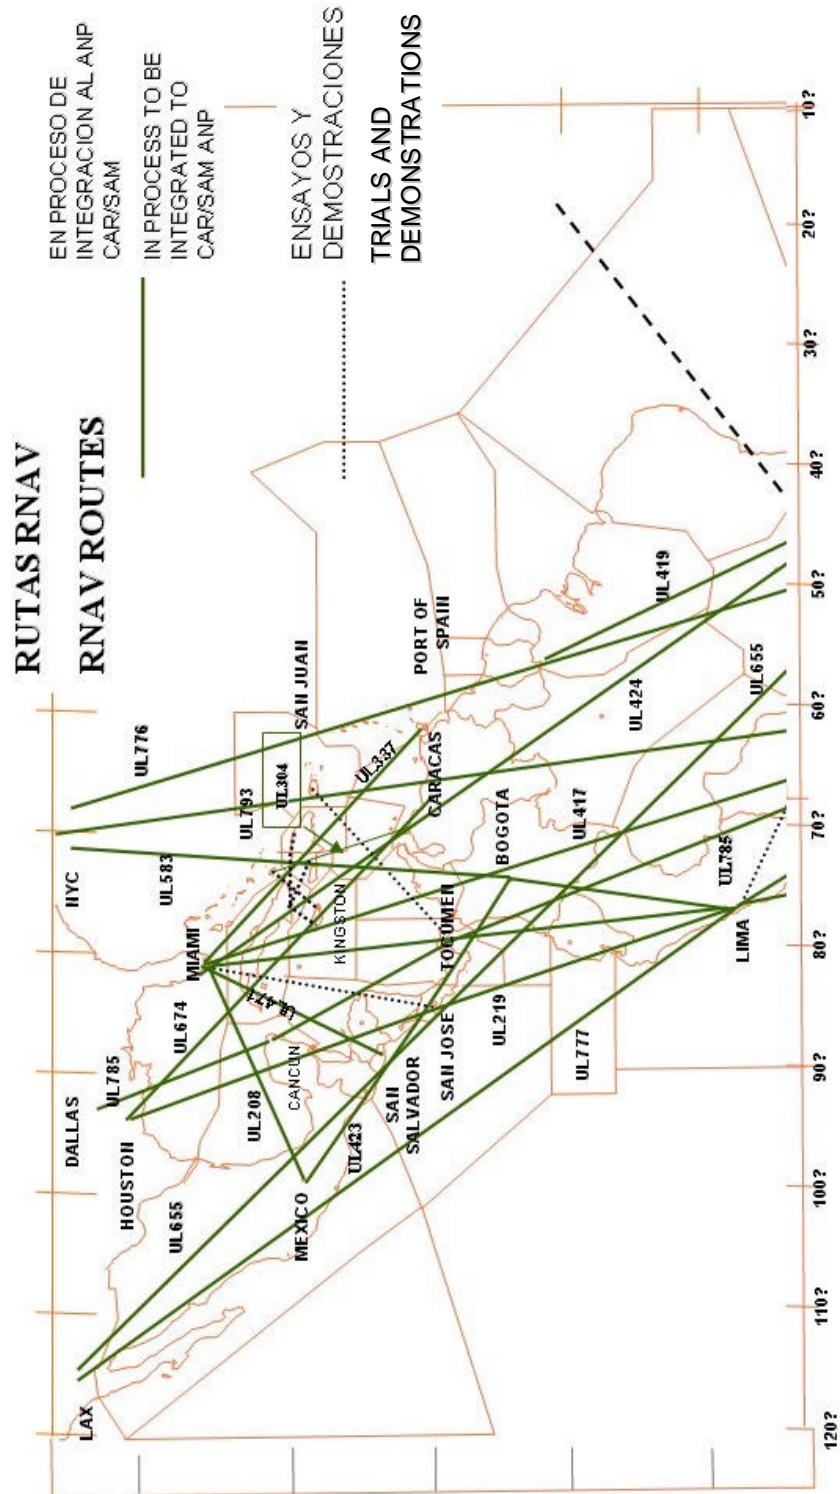 RUTAS RNAV
RNAV ROUTES
EN PROCESO DE
INTEGRACION AL ANP
CAR/SAM
IN PROCESS TO BE
INTEGRATED TO
CAR/SAM ANP
ENSAYOS Y
DEMOSTRACIONES
TRIALS AND
DEMONSTRATIONS
LAX
DALLAS
NYC
HOUSTON
UL785
UL583
UL776
UL655
UL674
MIAMI
UL793
UL304
SAN JUAN
UL208
UL471
MEXICO
CANCUN
KINGSTON
UL337
UL423
SAN
SALVADOR
SAN JOSE
TOCUMEN
CARACAS
PORT OF
SPAIN
UL219
BOGOTA
UL777
UL417
UL424
UL419
LIMA
UL785
UL655
120?
110?
100?
90?
80?
70?
60?
50?
40?
30?
20?
10?